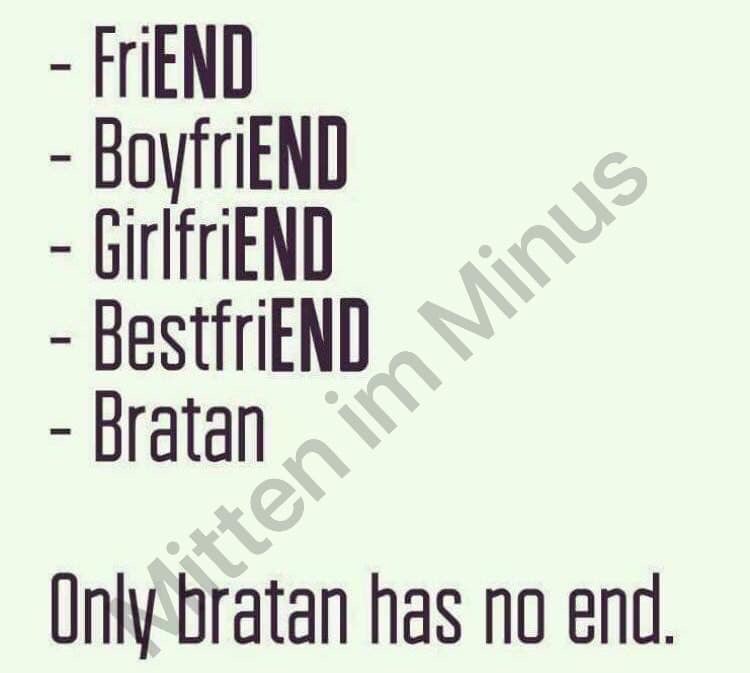 - FriEND
- BoyfriEND
- GirlfriEND
- BestfriEND
- Bratan
Only bratan has no end.
Mitten im Minus